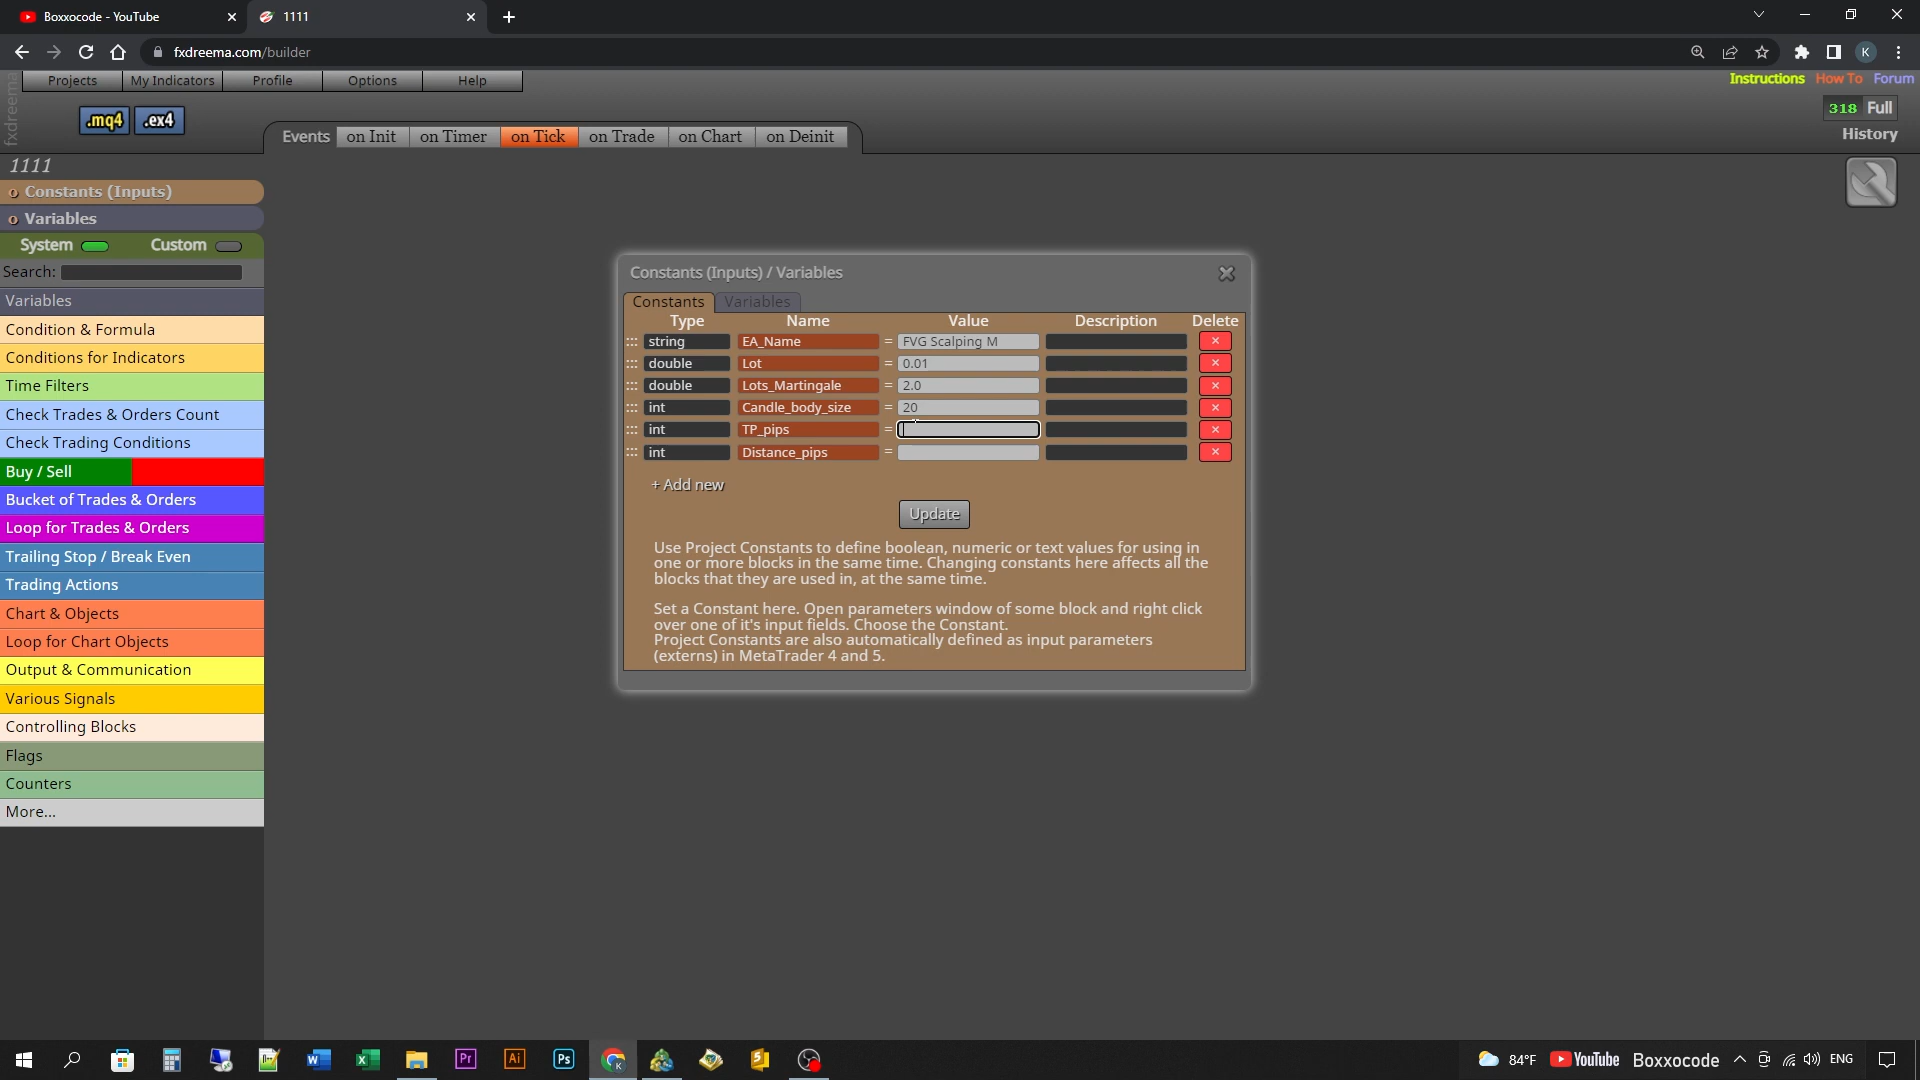 Boxxocode - YouTube
1111
fxdreema.com/builder
K
Projects
My Indicators
Profile
Options
Help
Instructions
How To
Forum
fxdreema
.mq4
.ex4
318
Full
History
Events
on Init
on Timer
on Tick
on Trade
on Chart
on Deinit
1111
Constants (Inputs)
Variables
System
Custom
Search:
Variables
Condition & Formula
Conditions for Indicators
Time Filters
Check Trades & Orders Count
Check Trading Conditions
Buy / Sell
Bucket of Trades & Orders
Loop for Trades & Orders
Trailing Stop / Break Even
Trading Actions
Chart & Objects
Loop for Chart Objects
Output & Communication
Various Signals
Controlling Blocks
Flags
Counters
More...
Constants (Inputs) / Variables
Constants
Variables
Type Name Value Description Delete
string EA_Name = FVG Scalping M
double Lot = 0.01
double Lots_Martingale = 2.0
int Candle_body_size = 20
int TP_pips =
int Distance_pips =
+ Add new
Update
Use Project Constants to define boolean, numeric or text values for using in
one or more blocks in the same time. Changing constants here affects all the
blocks that they are used in, at the same time.
Set a Constant here. Open parameters window of some block and right click
over one of it's input fields. Choose the Constant.
Project Constants are also automatically defined as input parameters
(externs) in MetaTrader 4 and 5.
W
X
Pr
Ai
Ps
K
5
84°F
YouTube
Boxxocode
ENG